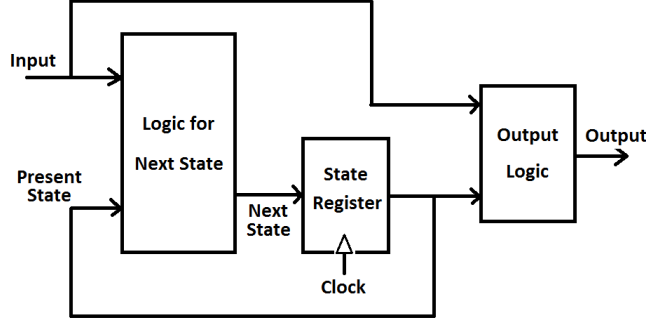 Input
Logic for
Next State
Present
State
Next
State
State
Register
Clock
Output
Logic
Output